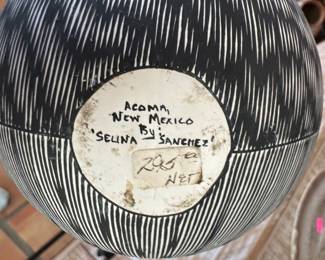 ACOMA,
NEW MEXICO
By:
"SELINA SANCHEZ"
295
NET